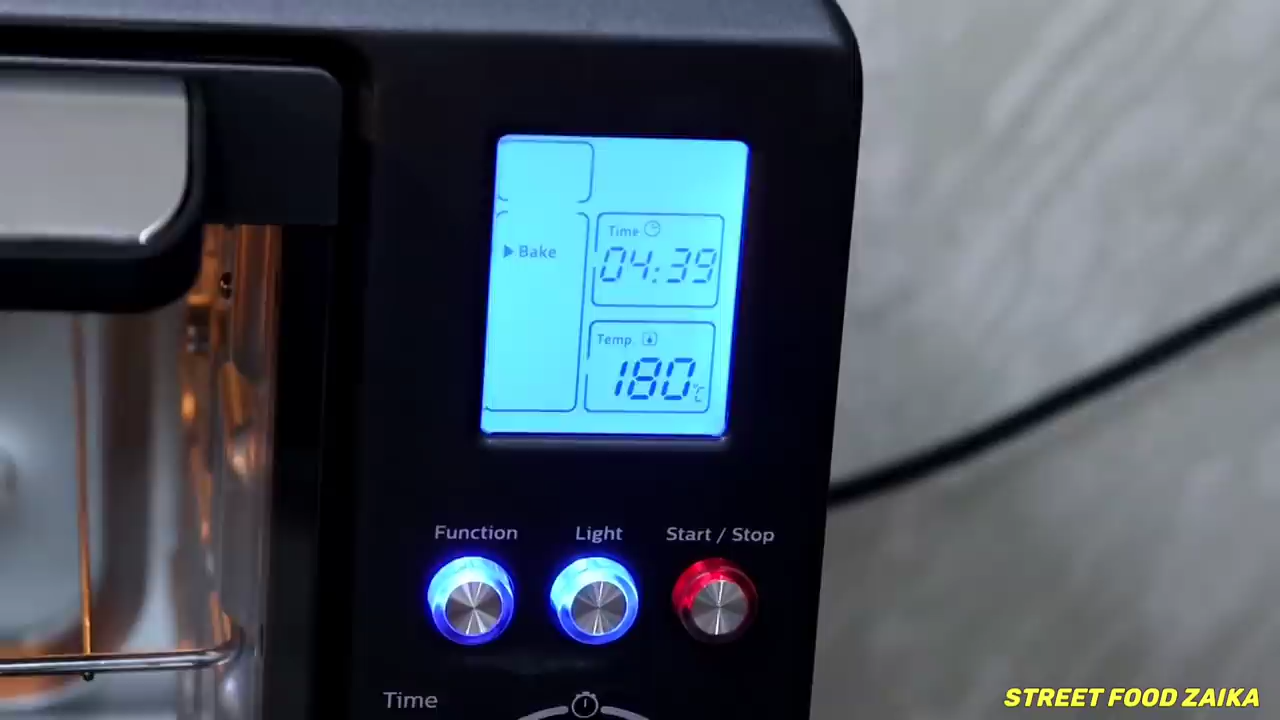 Time
▶ Bake
04:39
Temp
180°C
Function Light Start / Stop
Time
STREET FOOD ZAIKA